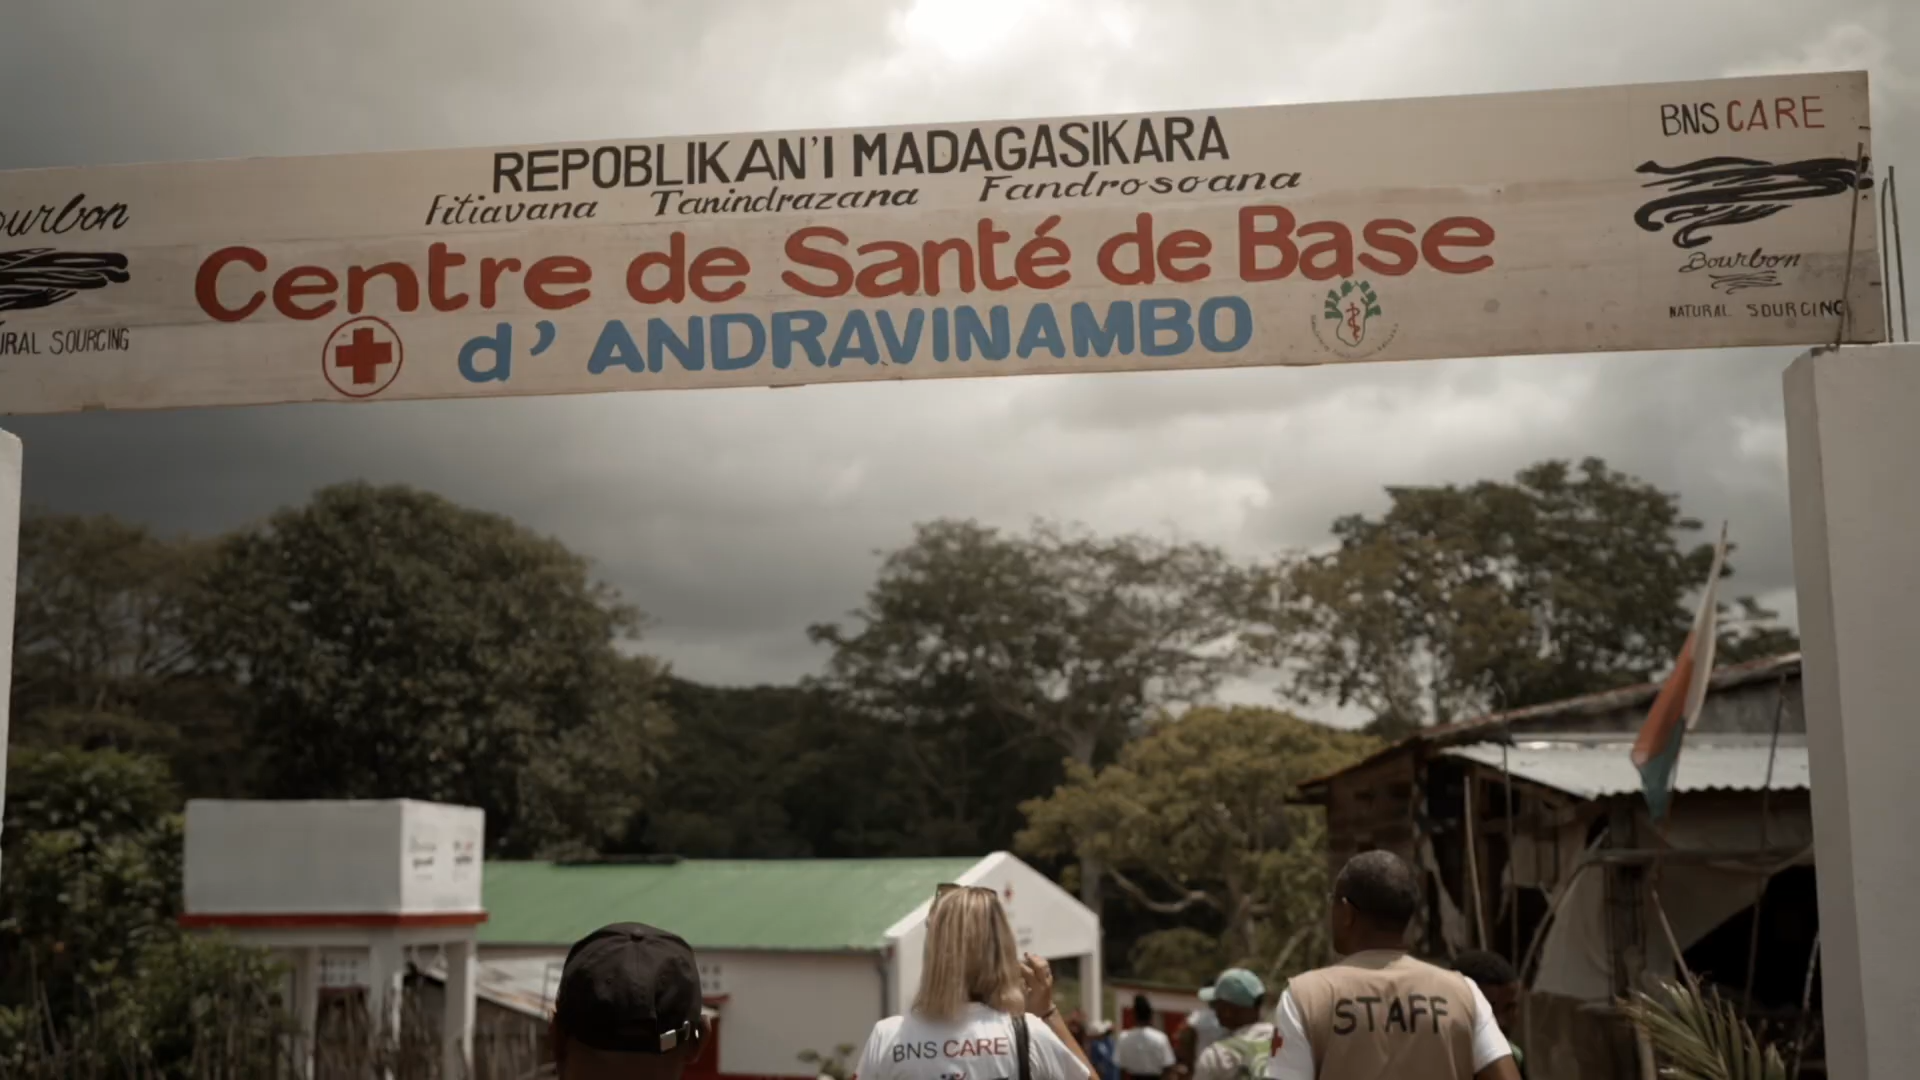 REPOBLIKAN'I MADAGASIKARA
Fitiavana Tanindrazana Fandrosoana
Centre de Santé de Base
d' ANDRAVINAMBO
ourbon
URAL SOURCING
BNS CARE
Bourbon
NATURAL SOURCING
BNS CARE
STAFF